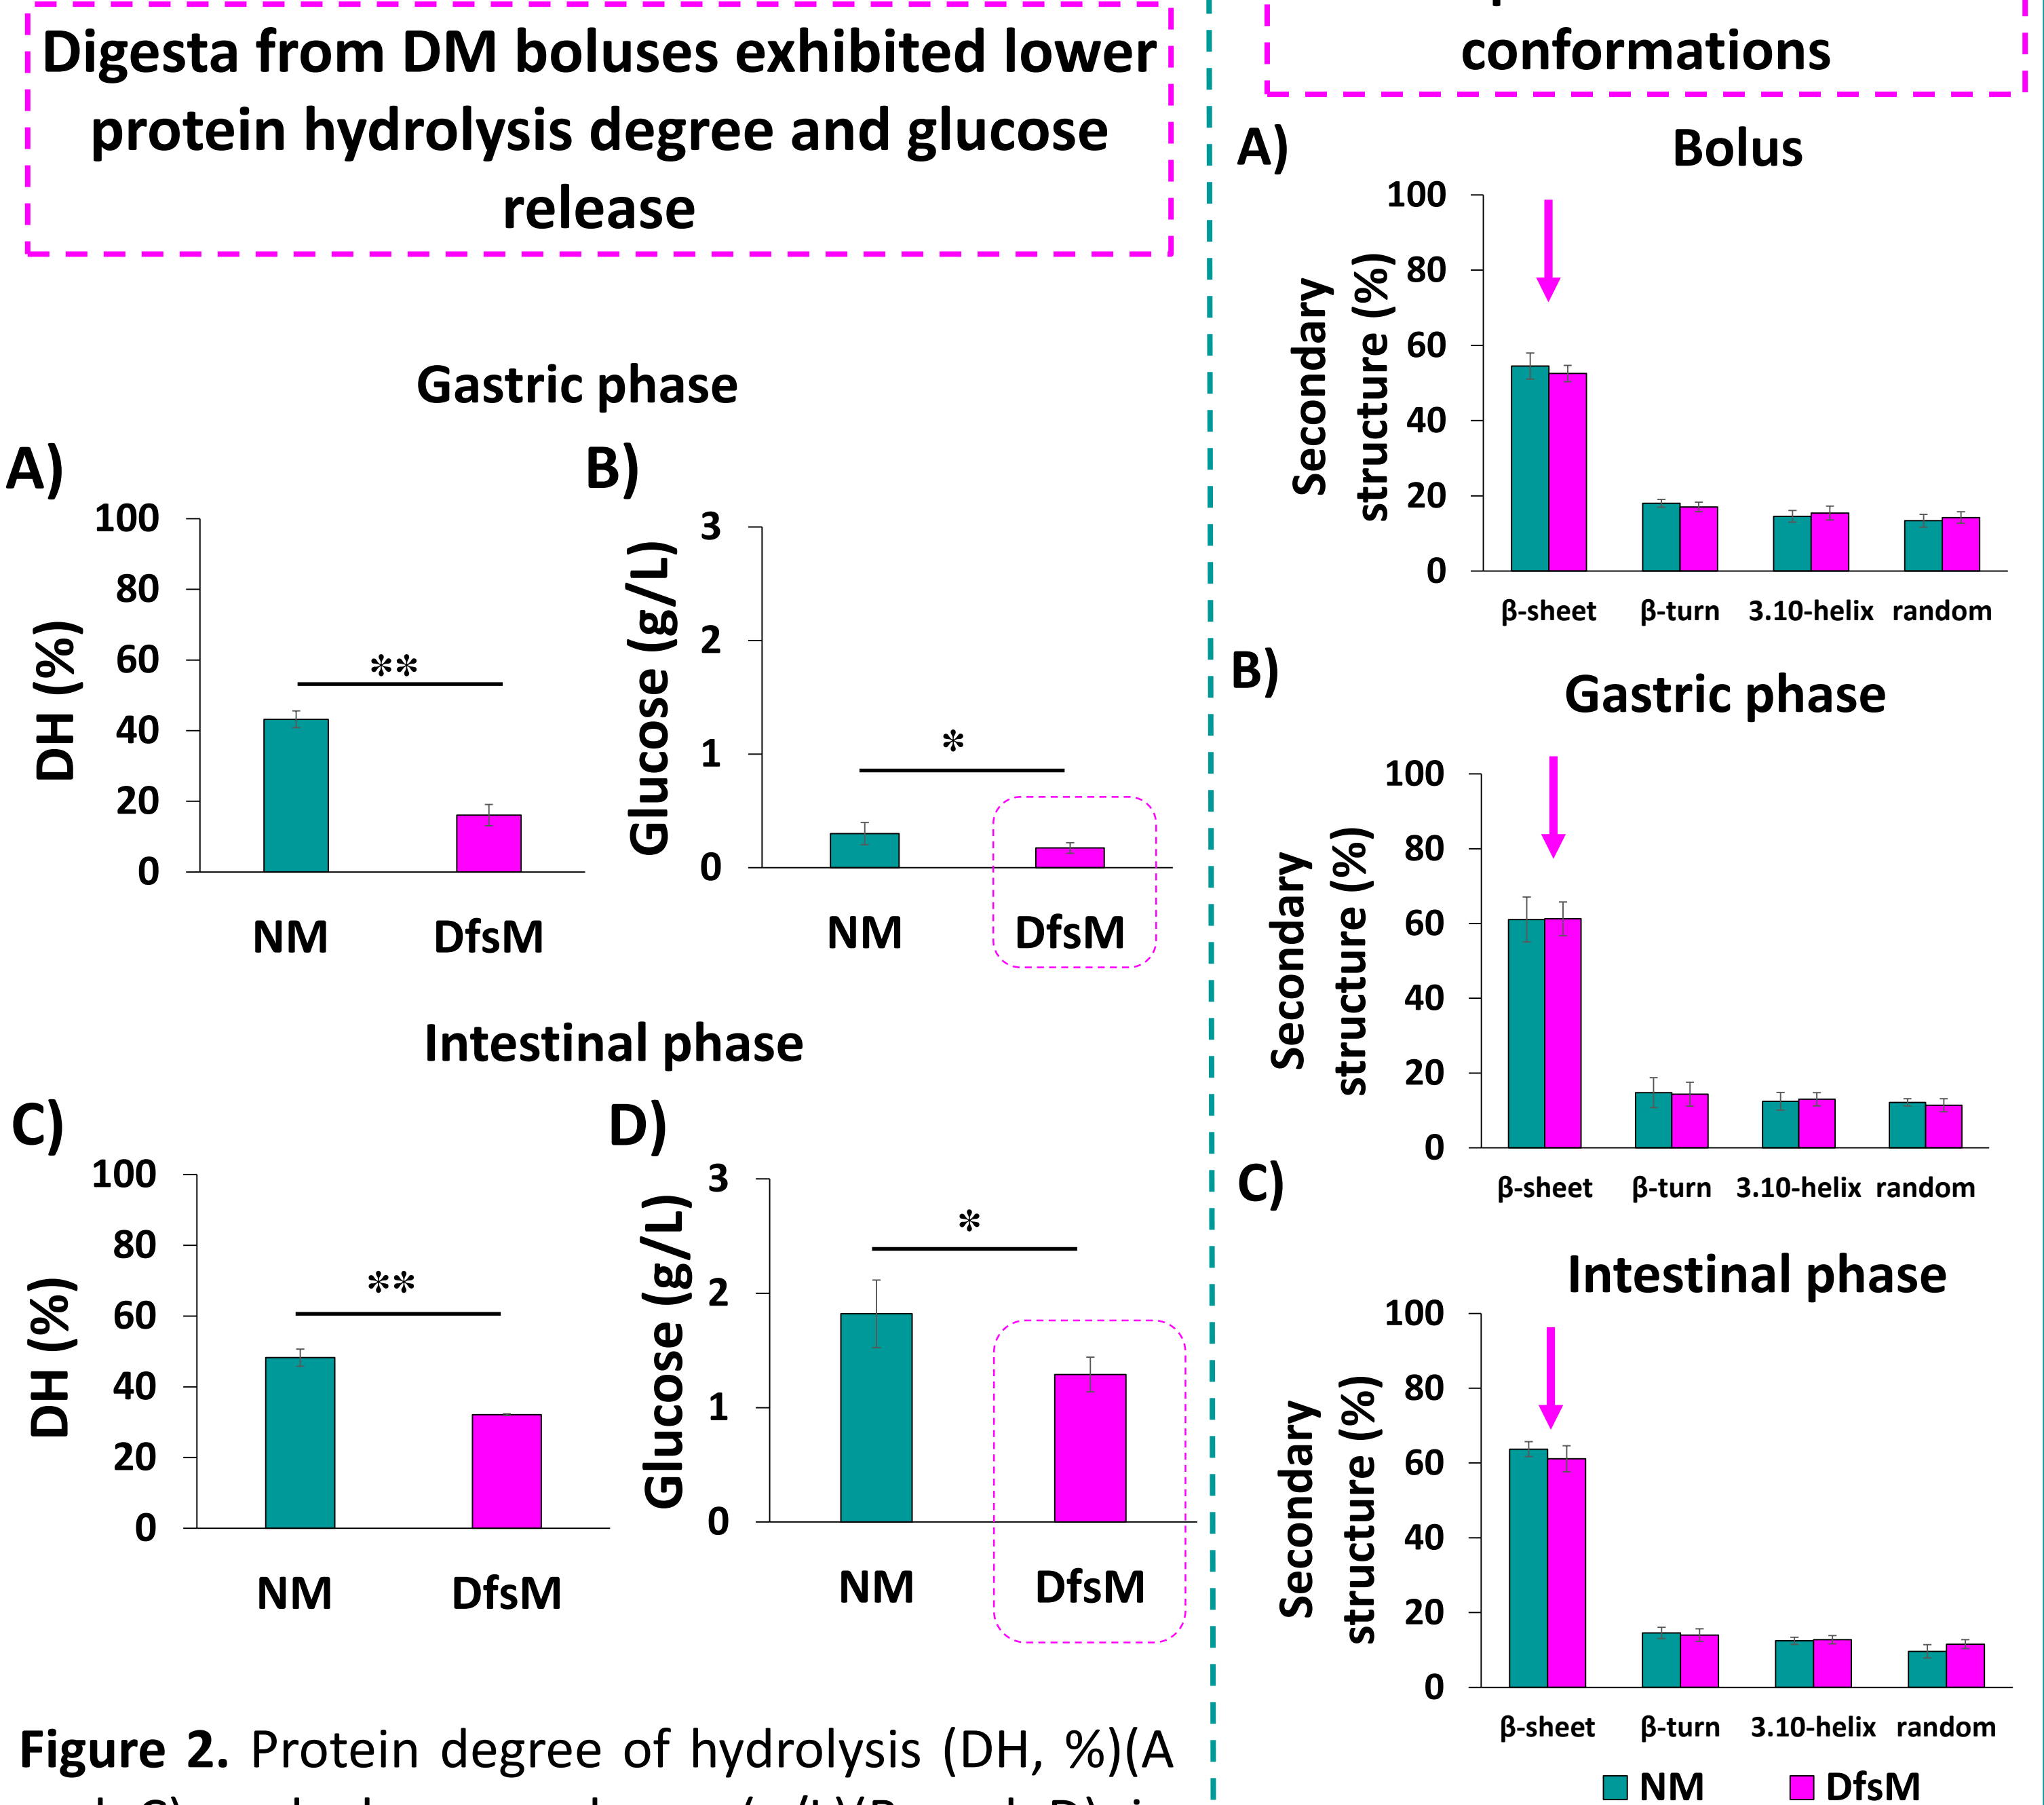 Digesta from DM boluses exhibited lower
protein hydrolysis degree and glucose
release
Gastric phase
A)
100
80
60
40
20
0
DH (%)
**
NM
DfsM
B)
3
2
1
0
Glucose (g/L)
*
NM
DfsM
Intestinal phase
C)
100
80
60
40
20
0
DH (%)
**
NM
DfsM
D)
3
2
1
0
Glucose (g/L)
*
NM
DfsM
Figure 2. Protein degree of hydrolysis (DH, %)(A
conformations
A)
Bolus
100
80
60
40
20
0
Secondary
structure (%)
β-sheet β-turn 3.10-helix random
B)
Gastric phase
100
80
60
40
20
0
Secondary
structure (%)
β-sheet β-turn 3.10-helix random
C)
Intestinal phase
100
80
60
40
20
0
Secondary
structure (%)
β-sheet β-turn 3.10-helix random
NM DfsM